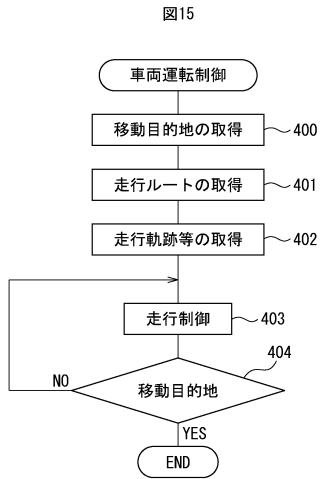 図15
車両運転制御
移動目的地の取得
400
走行ルートの取得
401
走行軌跡等の取得
402
走行制御
403
404
移動目的地
NO
YES
END